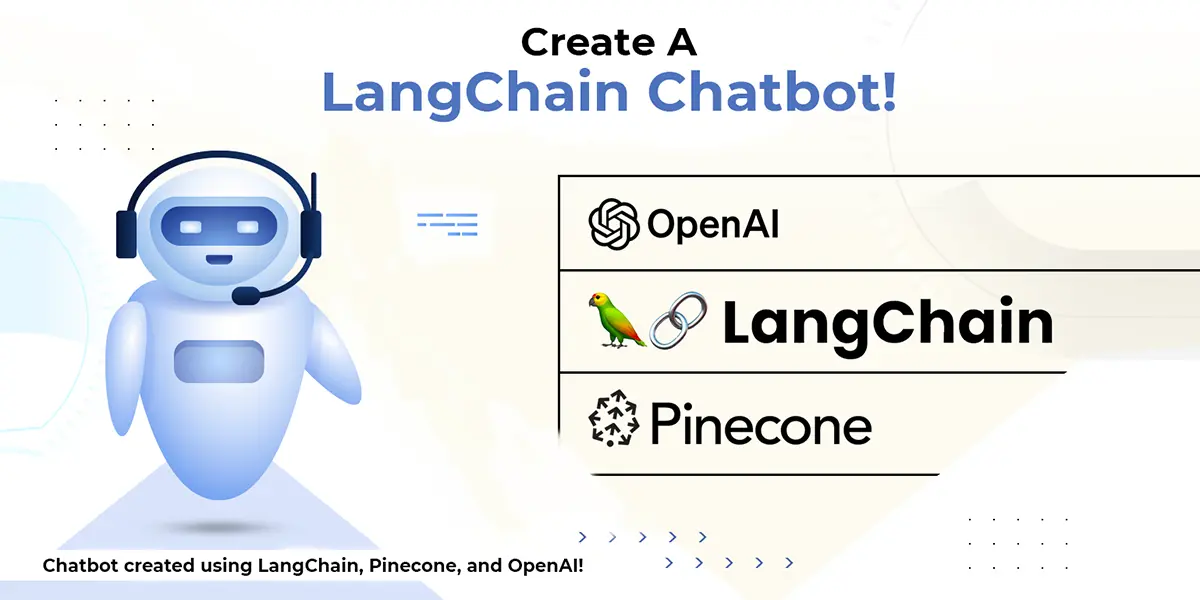 Create A
LangChain Chatbot!
OpenAI
LangChain
Pinecone
Chatbot created using LangChain, Pinecone, and OpenAI!